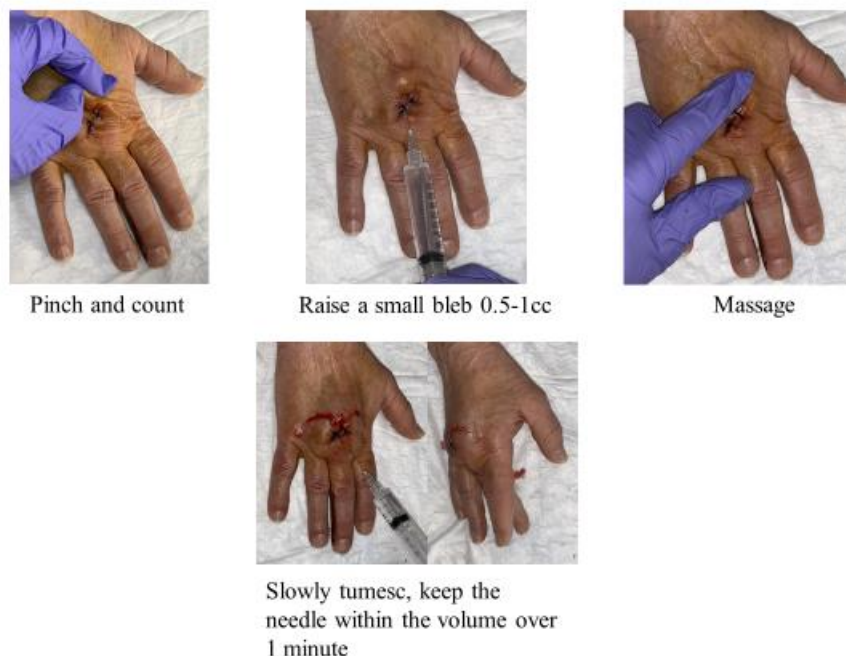 Pinch and count
Raise a small bleb 0.5-1cc
Massage
Slowly tumesc, keep the
needle within the volume over
1 minute